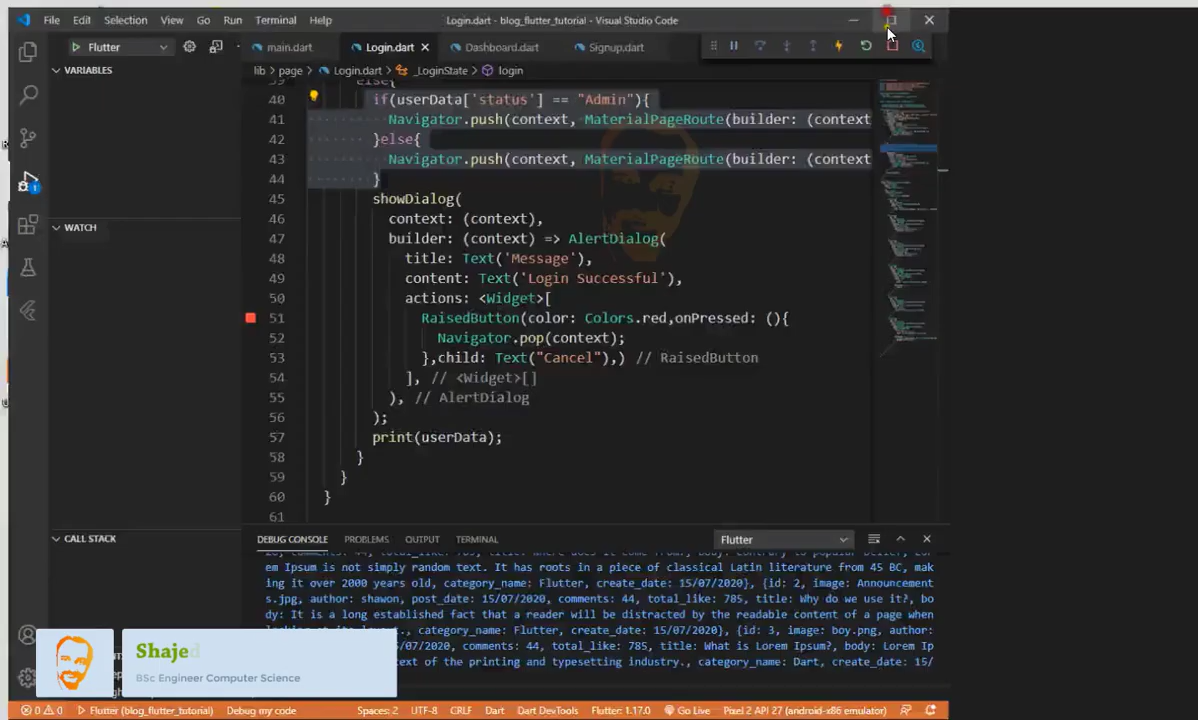 File Edit Selection View Go Run Terminal Help Login.dart - blog_flutter_tutorial - Visual Studio Code
Flutter main.dart Login.dart Dashboard.dart Signup.dart
VARIABLES lib > page > Login.dart > _LoginState > login
else{
40 if(userData['status'] == "Admin"){
41 Navigator.push(context, MaterialPageRoute(builder: (context
42 }else{
43 Navigator.push(context, MaterialPageRoute(builder: (context
44 }
45 showDialog(
46 context: (context),
WATCH
47 builder: (context) => AlertDialog(
48 title: Text('Message'),
49 content: Text('Login Successful'),
50 actions: <Widget>[
51 RaisedButton(color: Colors.red,onPressed: (){
52 Navigator.pop(context);
53 },child: Text("Cancel"),) // RaisedButton
54 ], // <Widget>[]
55 ), // AlertDialog
56 );
57 print(userData);
58 }
59 }
60 }
61
CALL STACK DEBUG CONSOLE PROBLEMS OUTPUT TERMINAL Flutter
em Ipsum is not simply random text. It has roots in a piece of classical Latin literature from 45 BC, mak
ing it over 2000 years old, category_name: Flutter, create_date: 15/07/2020}, {id: 2, image: Announcement
s.jpg, author: shawon, post_date: 15/07/2020, comments: 44, total_like: 785, title: Why do we use it?, bo
dy: It is a long established fact that a reader will be distracted by the readable content of a page when
looking at its layout., category_name: Flutter, create_date: 15/07/2020}, {id: 3, image: boy.png, author:
/07/2020, comments: 44, total_like: 785, title: What is Lorem Ipsum?, body: Lorem Ip
text of the printing and typesetting industry., category_name: Dart, create_date: 15/
Shajed
BSc Engineer Computer Science
0 0 Flutter (blog_flutter_tutorial) Debug my code Spaces: 2 UTF-8 CRLF Dart Dart DevTools Flutter: 1.17.0 Go Live Pixel 2 API 27 (android-x86 emulator)